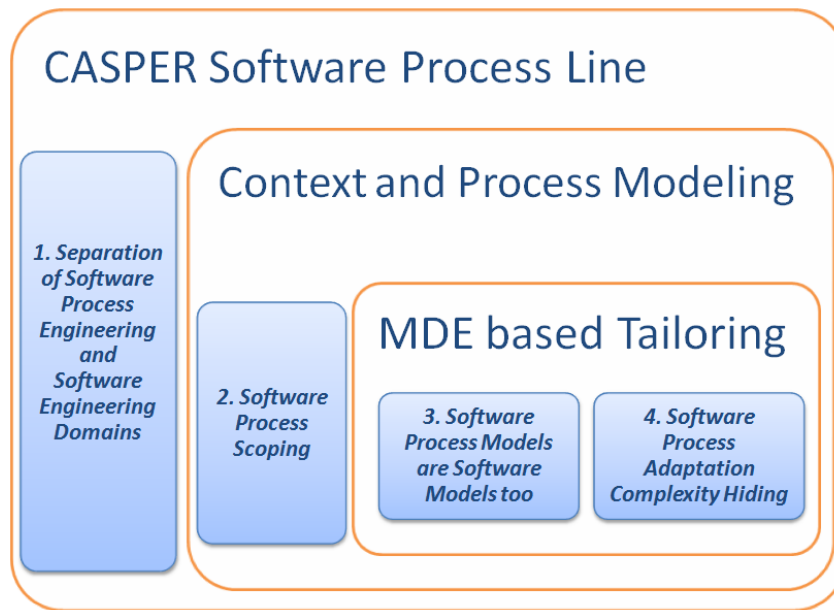 CASPER Software Process Line
Context and Process Modeling
1. Separation
of Software
Process
Engineering
and
Software
Engineering
Domains
MDE based Tailoring
2. Software
Process
Scoping
3. Software
Process Models
are Software
Models too
4. Software
Process
Adaptation
Complexity Hiding